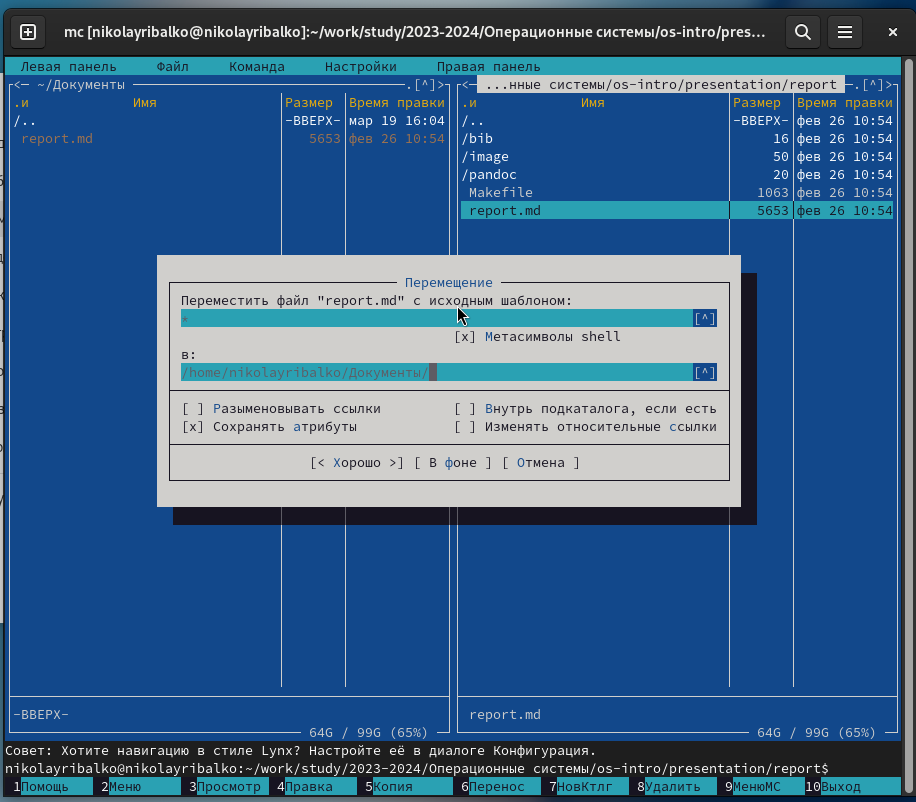 mc [nikolayribalko@nikolayribalko]:~/work/study/2023-2024/Операционные системы/os-intro/pres...
Левая панель Файл Команда Настройки Правая панель
<— ~/Документы .[^]>
.и Имя Размер Время правки
/.. —ВВЕРХ— мар 19 16:04
report.md 5653 фев 26 10:54
<— ...нные системы/os-intro/presentation/report .[^]>
.и Имя Размер Время правки
/.. —ВВЕРХ— фев 26 10:54
/bib 16 фев 26 10:54
/image 50 фев 26 10:54
/pandoc 20 фев 26 10:54
Makefile 1063 фев 26 10:54
report.md 5653 фев 26 10:54
Перемещение
Переместить файл "report.md" с исходным шаблоном:
* [^]
[x] Метасимволы shell
в:
/home/nikolayribalko/Документы/ [^]
[ ] Разыменовывать ссылки [ ] Внутрь подкаталога, если есть
[x] Сохранять атрибуты [ ] Изменять относительные ссылки
[< Хорошо >] [ В фоне ] [ Отмена ]
—ВВЕРХ— report.md
64G / 99G (65%) 64G / 99G (65%)
Совет: Хотите навигацию в стиле Lynx? Настройте её в диалоге Конфигурация.
nikolayribalko@nikolayribalko:~/work/study/2023-2024/Операционные системы/os-intro/presentation/report$
1Помощь 2Меню 3Просмотр 4Правка 5Копия 6Перенос 7НовКтлг 8Удалить 9МенюМС 10Выход